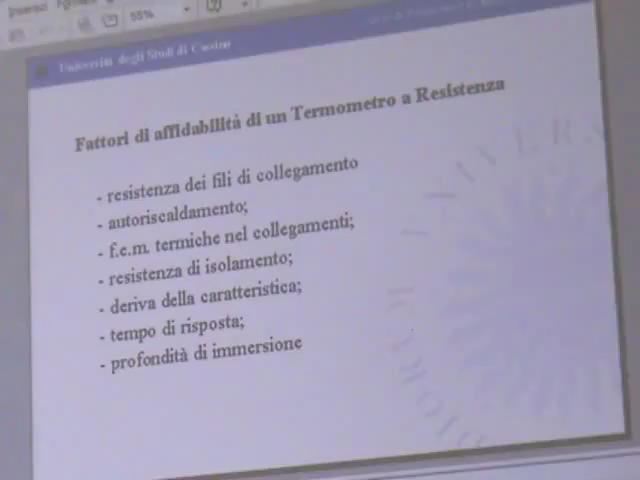 55%
Università degli Studi di Cassino
Fattori di affidabilità di un Termometro a Resistenza
- resistenza dei fili di collegamento
- autoriscaldamento;
- f.e.m. termiche nei collegamenti;
- resistenza di isolamento;
- deriva della caratteristica;
- tempo di risposta;
- profondità di immersione